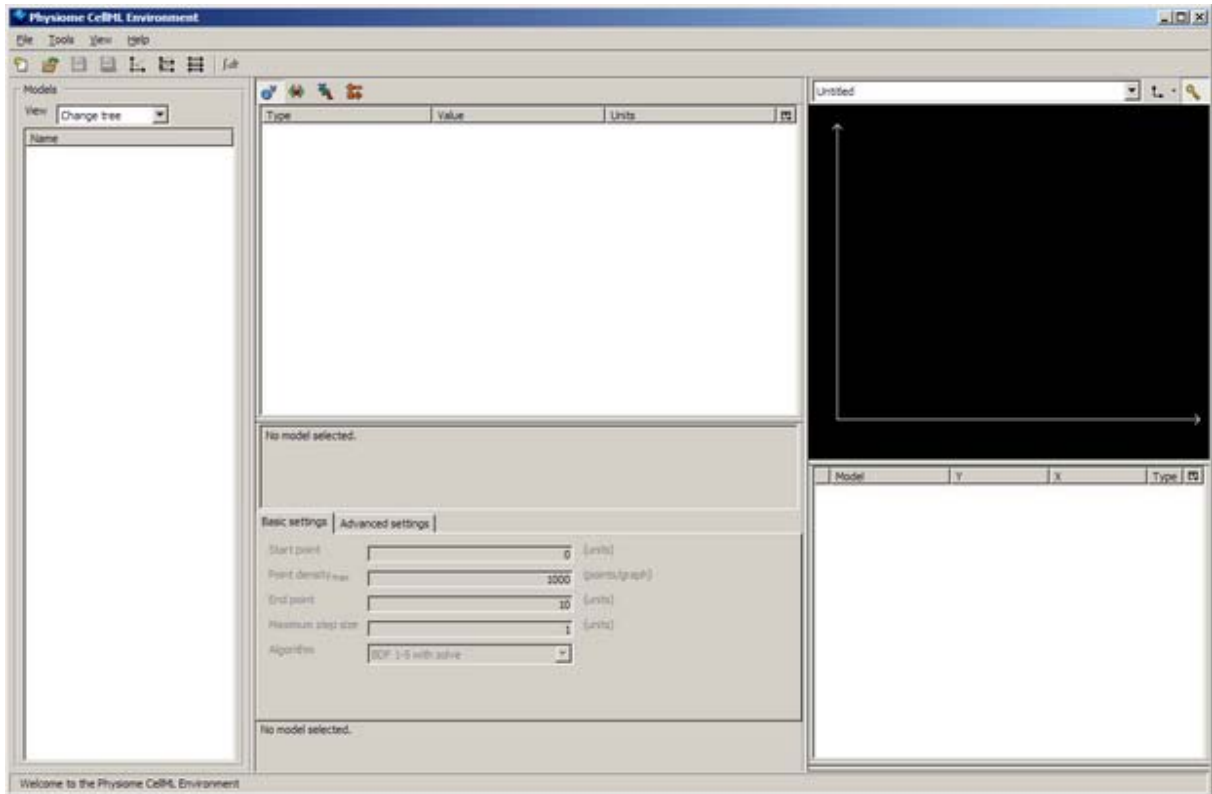 Physiome CellML Environment
File Tools View Help
Models
View Change tree
Name
Type Value Units
No model selected.
Basic settings Advanced settings
Start point 0 (units)
Point density max 1000 (points/graph)
End point 10 (units)
Maximum step size 1 (units)
Algorithm BDF 1-5 with solve
No model selected.
Untitled
Model Y X Type
Welcome to the Physiome CellML Environment